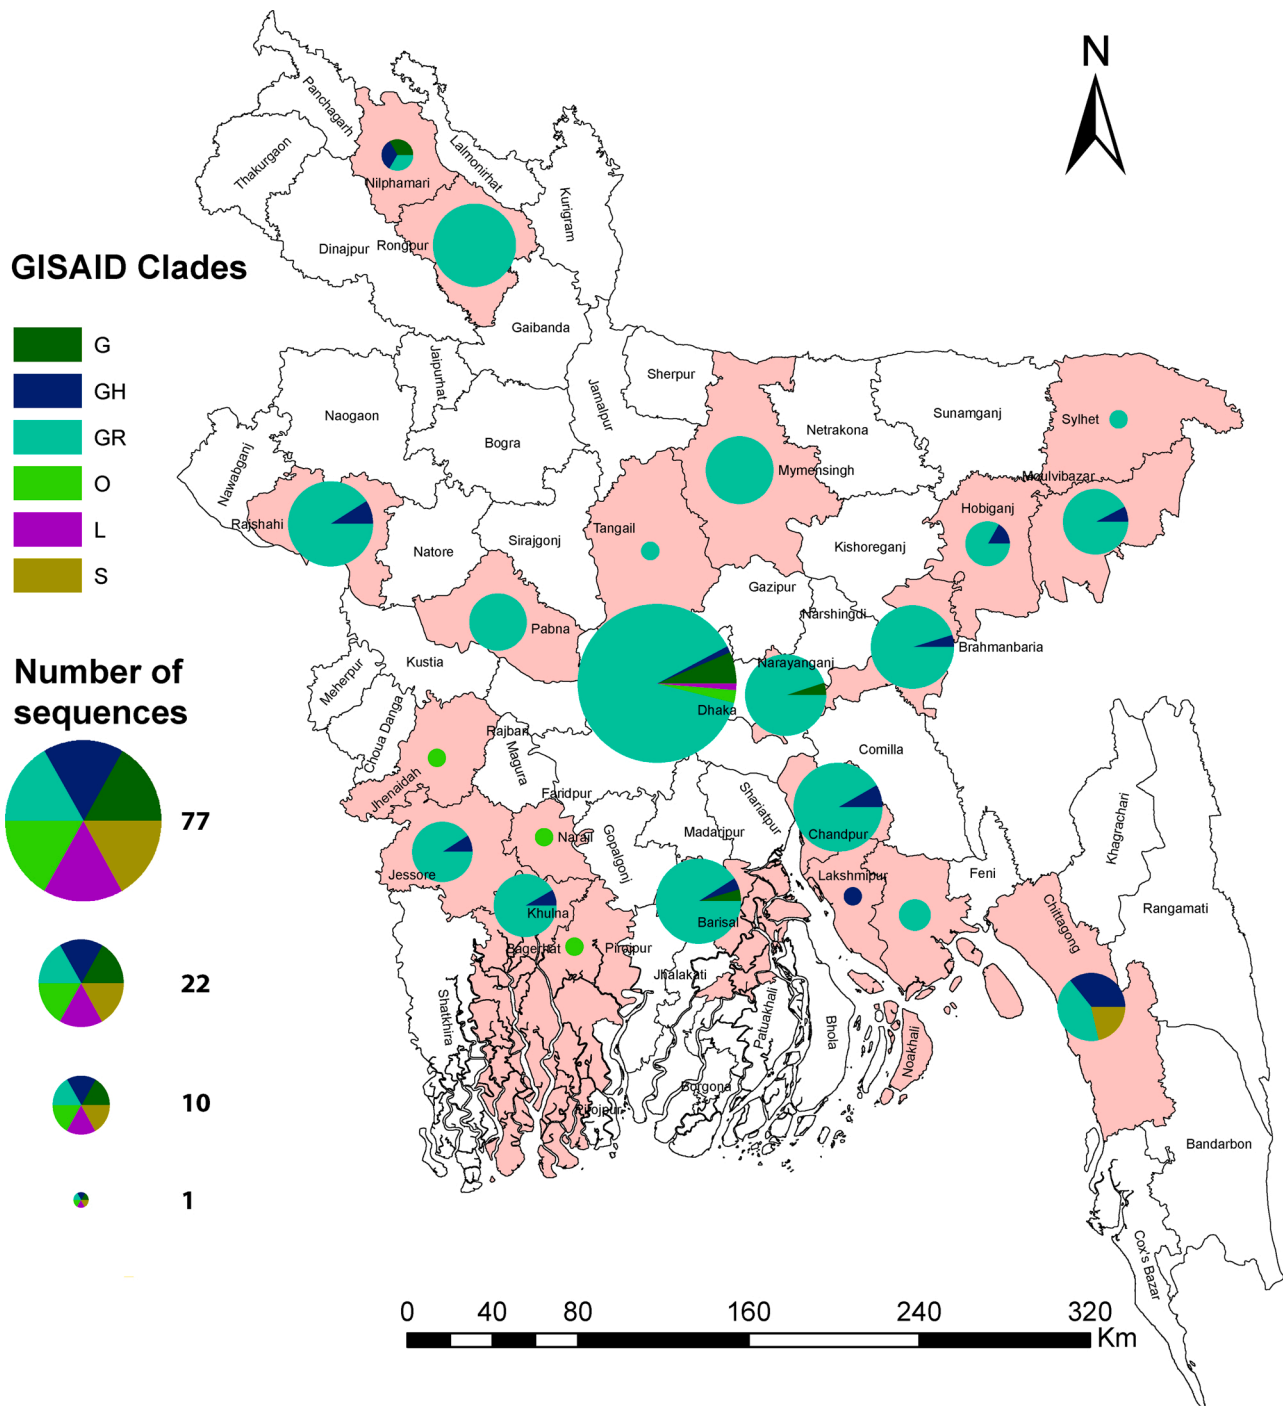 N
Panchagarh
Thakurgaon
Lalmonirhat
Nilphamari
Kurigram
Dinajpur
Rongpur
GISAID Clades
G
GH
GR
O
L
S
Gaibanda
Jaipurhat
Jamalpur
Sherpur
Naogaon
Bogra
Netrakona
Sunamganj
Sylhet
Nawabganj
Mymensingh
Moulvibazar
Rajshahi
Tangail
Hobiganj
Natore
Sirajgonj
Kishoreganj
Gazipur
Narshingdi
Pabna
Brahmanbaria
Kustia
Narayanganj
Meherpur
Dhaka
Choua Danga
Rajbari
Magura
Comilla
Jhenaidah
Faridpur
Shariatpur
Khagrachari
Number of
sequences
77
22
10
1
Narail
Gopalgonj
Madaripur
Chandpur
Jessore
Lakshmipur
Feni
Khulna
Barisal
Chittagong
Rangamati
Bagerhat
Pirojpur
Jhalakati
Shatkhira
Patuakhali
Bhola
Noakhali
Borgona
Pirojpur
Bandarbon
Cox's Bazar
0 40 80 160 240 320
Km